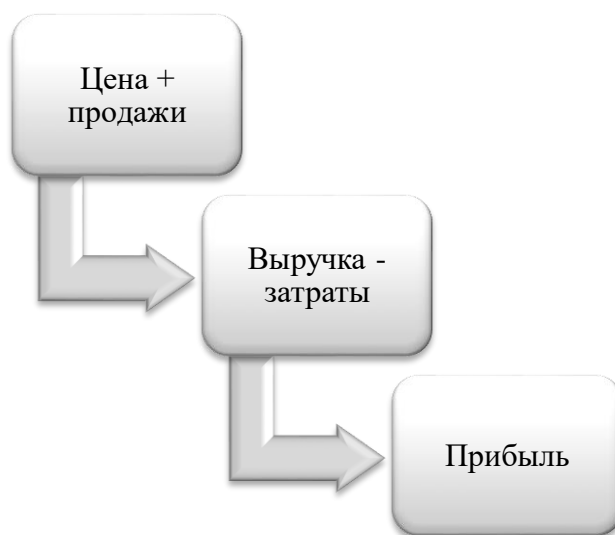 Цена +
продажи
Выручка -
затраты
Прибыль